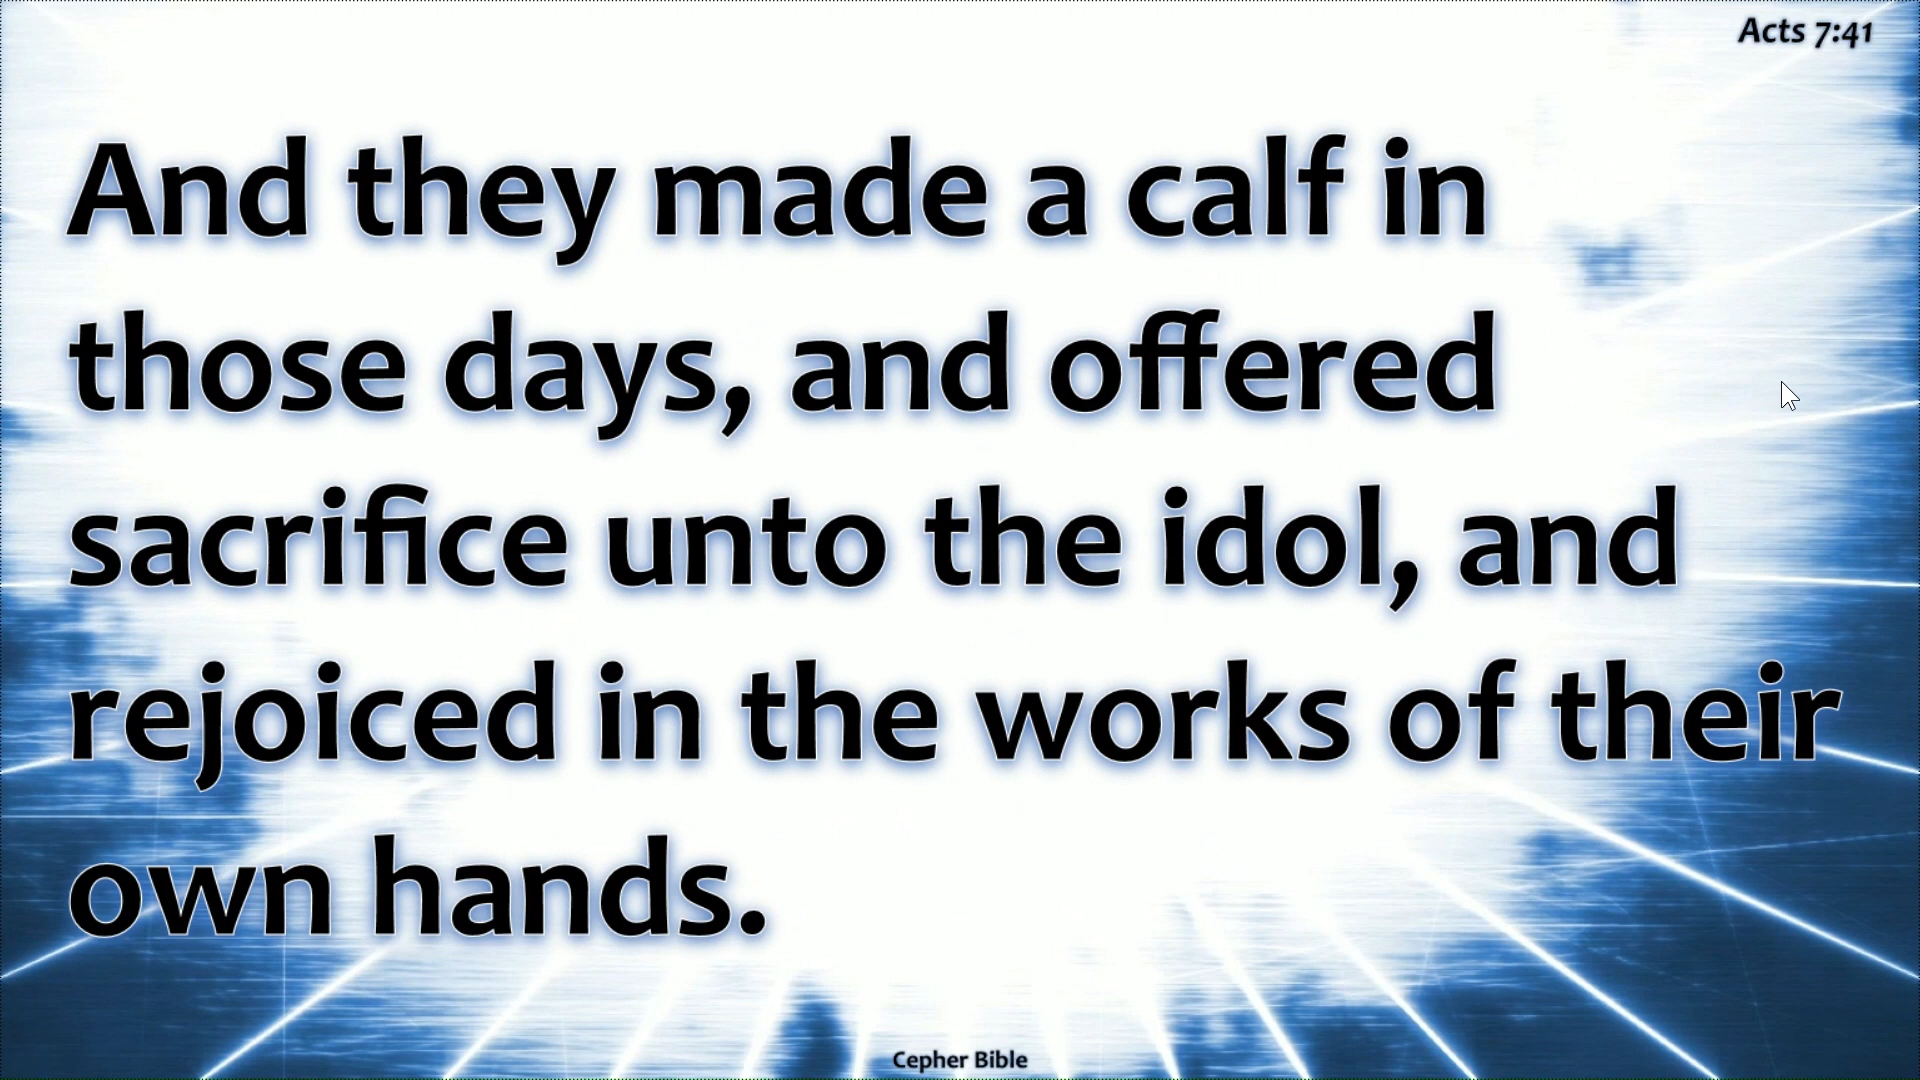 Acts 7:41
And they made a calf in
those days, and offered
sacrifice unto the idol, and
rejoiced in the works of their
own hands.
Cepher Bible